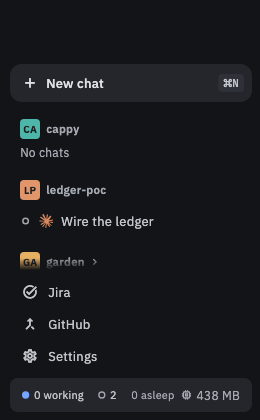 New chat ⌘N
CA cappy
No chats
LP ledger-poc
Wire the ledger
GA garden
Jira
GitHub
Settings
0 working 2 0 asleep 438 MB